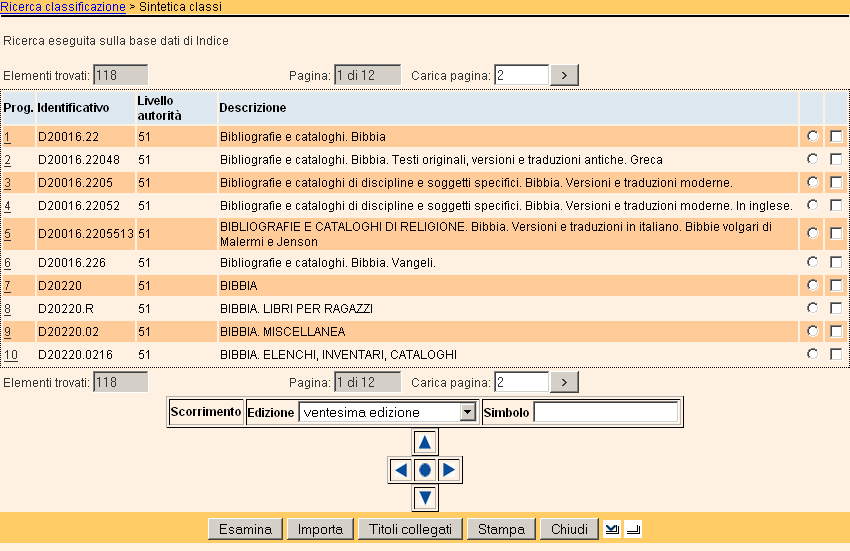 Ricerca classificazione > Sintetica classi
Ricerca eseguita sulla base dati di Indice
Elementi trovati: 118 Pagina: 1 di 12 Carica pagina: 2 >
Prog. Identificativo Livello autorità Descrizione
1 D20016.22 51 Bibliografie e cataloghi. Bibbia
2 D20016.22048 51 Bibliografie e cataloghi. Bibbia. Testi originali, versioni e traduzioni antiche. Greca
3 D20016.2205 51 Bibliografie e cataloghi di discipline e soggetti specifici. Bibbia. Versioni e traduzioni moderne.
4 D20016.22052 51 Bibliografie e cataloghi di discipline e soggetti specifici. Bibbia. Versioni e traduzioni moderne. In inglese.
5 D20016.2205513 51 BIBLIOGRAFIE E CATALOGHI DI RELIGIONE. Bibbia. Versioni e traduzioni in italiano. Bibbie volgari di
Malermi e Jenson
6 D20016.226 51 Bibliografie e cataloghi. Bibbia. Vangeli.
7 D20220 51 BIBBIA
8 D20220.R 51 BIBBIA. LIBRI PER RAGAZZI
9 D20220.02 51 BIBBIA. MISCELLANEA
10 D20220.0216 51 BIBBIA. ELENCHI, INVENTARI, CATALOGHI
Elementi trovati: 118 Pagina: 1 di 12 Carica pagina: 2 >
Scorrimento Edizione ventesima edizione Simbolo
Esamina Importa Titoli collegati Stampa Chiudi